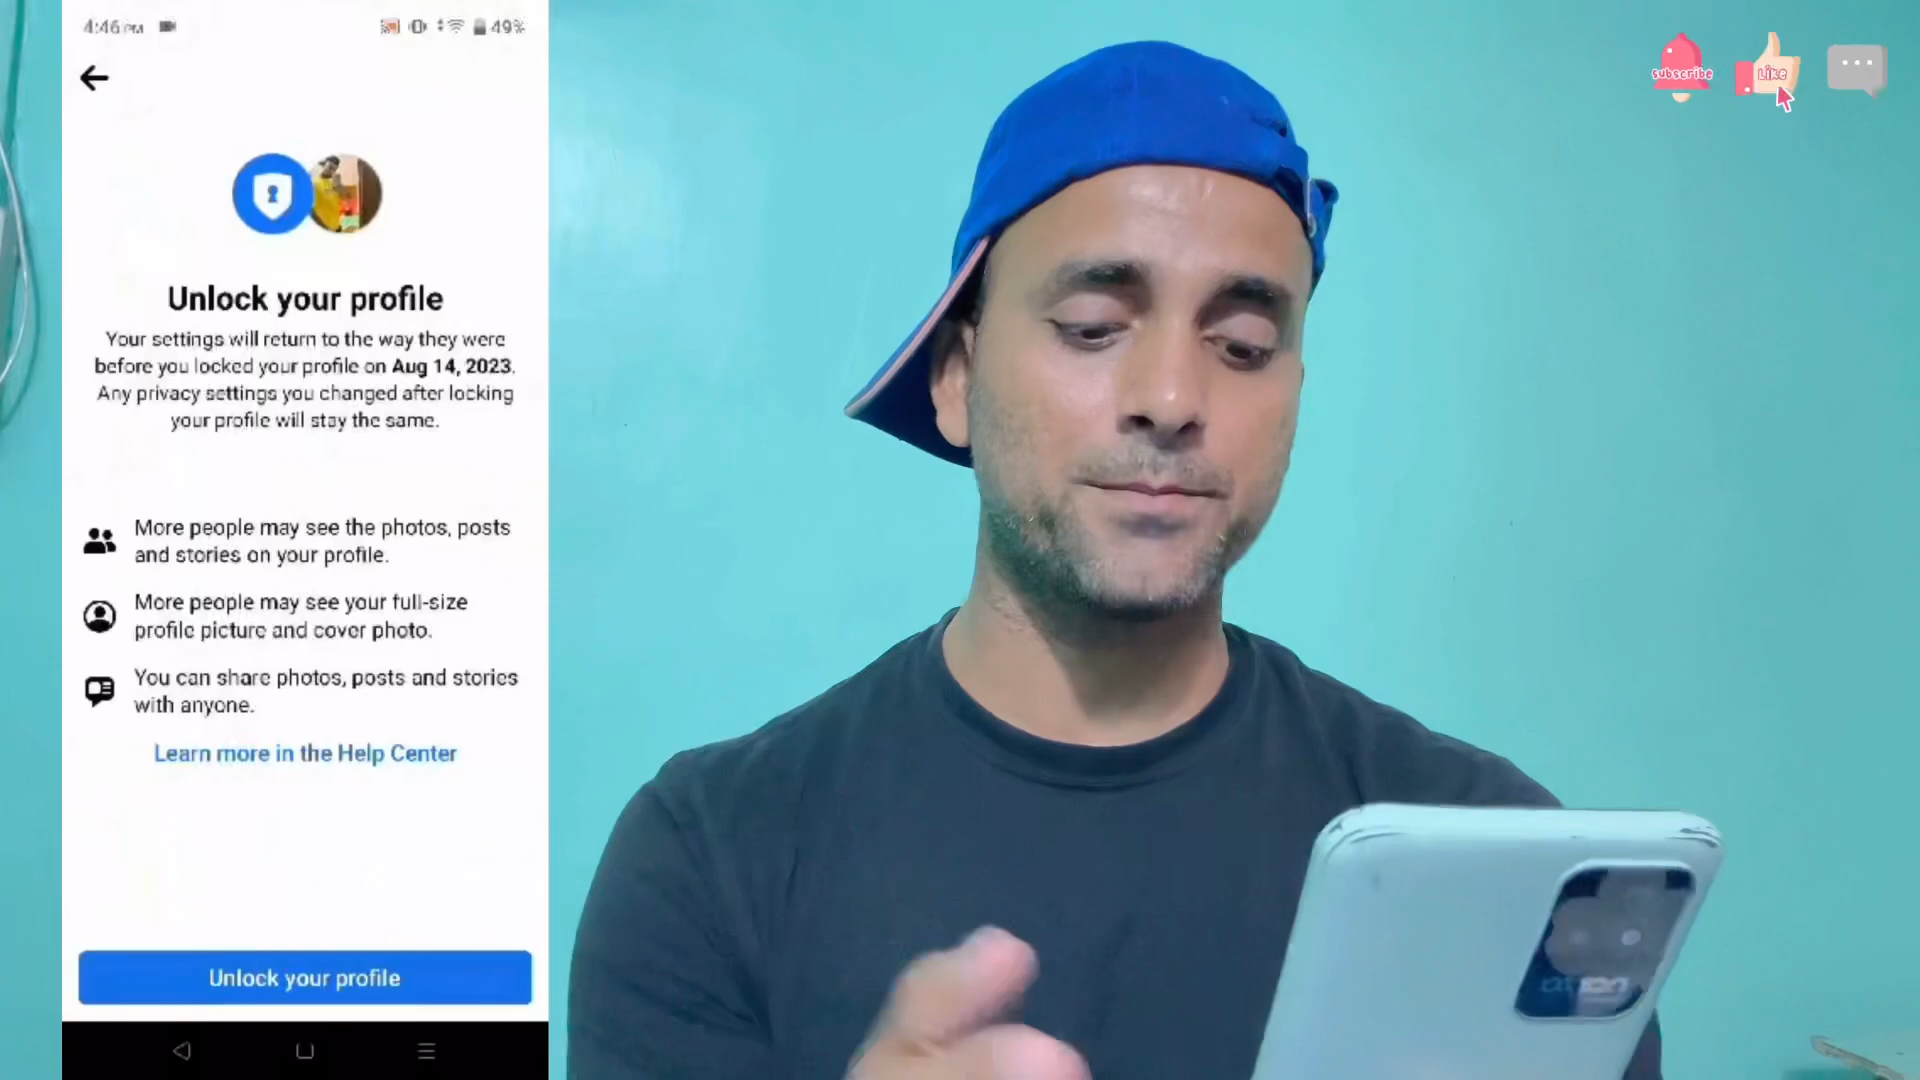 4:46 PM
49%
subscribe
Like
Unlock your profile
Your settings will return to the way they were
before you locked your profile on Aug 14, 2023.
Any privacy settings you changed after locking
your profile will stay the same.
More people may see the photos, posts
and stories on your profile.
More people may see your full-size
profile picture and cover photo.
You can share photos, posts and stories
with anyone.
Learn more in the Help Center
Unlock your profile